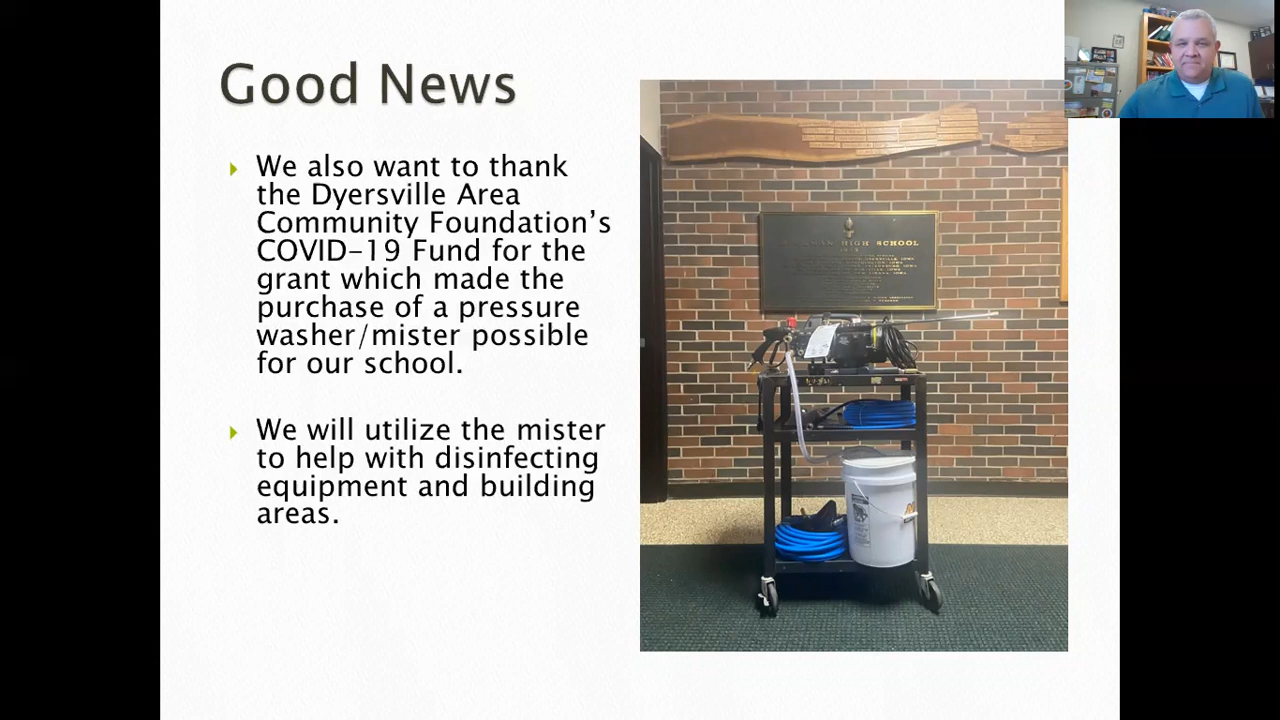 Good News
We also want to thank
the Dyersville Area
Community Foundation’s
COVID-19 Fund for the
grant which made the
purchase of a pressure
washer/mister possible
for our school.
We will utilize the mister
to help with disinfecting
equipment and building
areas.
HIGH SCHOOL